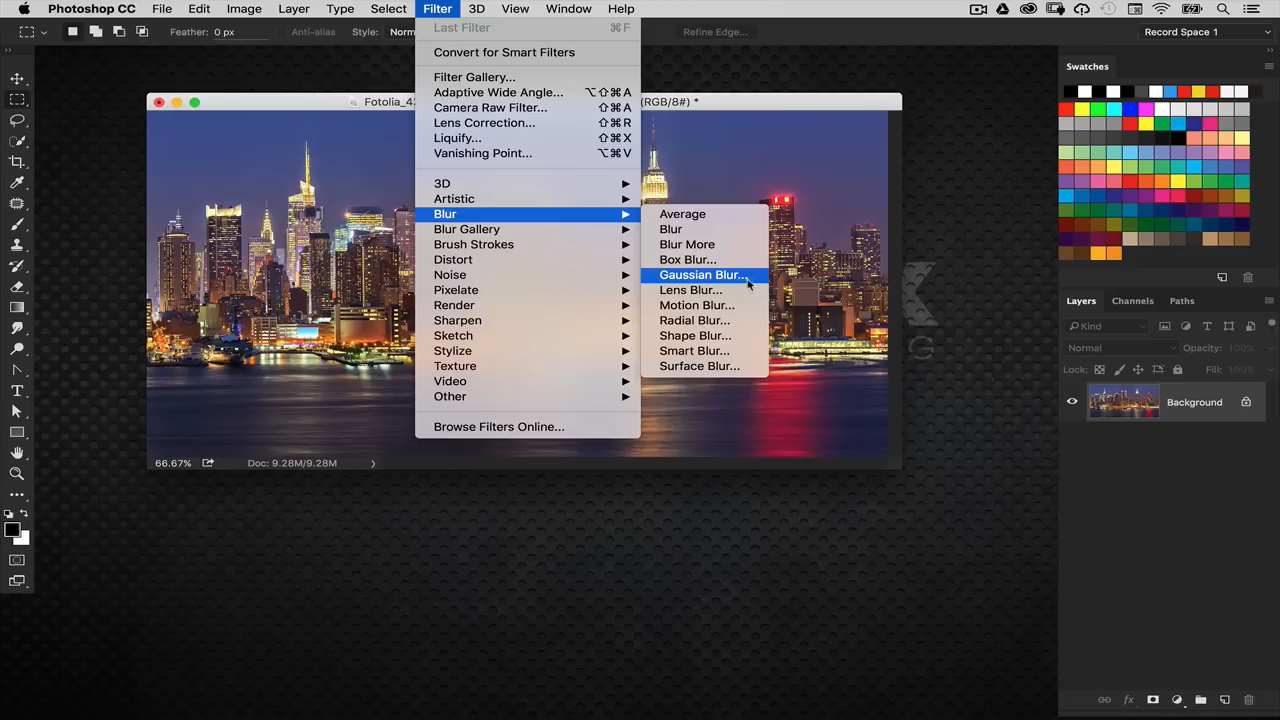 Photoshop CC File Edit Image Layer Type Select Filter 3D View Window Help
Feather: 0 px Anti-alias Style: Norm Refine Edge... Record Space 1
Last Filter ⌘F
Convert for Smart Filters
Filter Gallery...
Adaptive Wide Angle... ⌥⇧⌘A
Camera Raw Filter... ⇧⌘A
Lens Correction... ⇧⌘R
Liquify... ⇧⌘X
Vanishing Point... ⌥⌘V
3D
Artistic
Blur
Blur Gallery
Brush Strokes
Distort
Noise
Pixelate
Render
Sharpen
Sketch
Stylize
Texture
Video
Other
Browse Filters Online...
Average
Blur
Blur More
Box Blur...
Gaussian Blur...
Lens Blur...
Motion Blur...
Radial Blur...
Shape Blur...
Smart Blur...
Surface Blur...
Fotolia_4 (RGB/8#) *
66.67% Doc: 9.28M/9.28M
Swatches
Layers Channels Paths
Kind
Normal Opacity: 100%
Lock: Fill: 100%
Background
fx
K
G